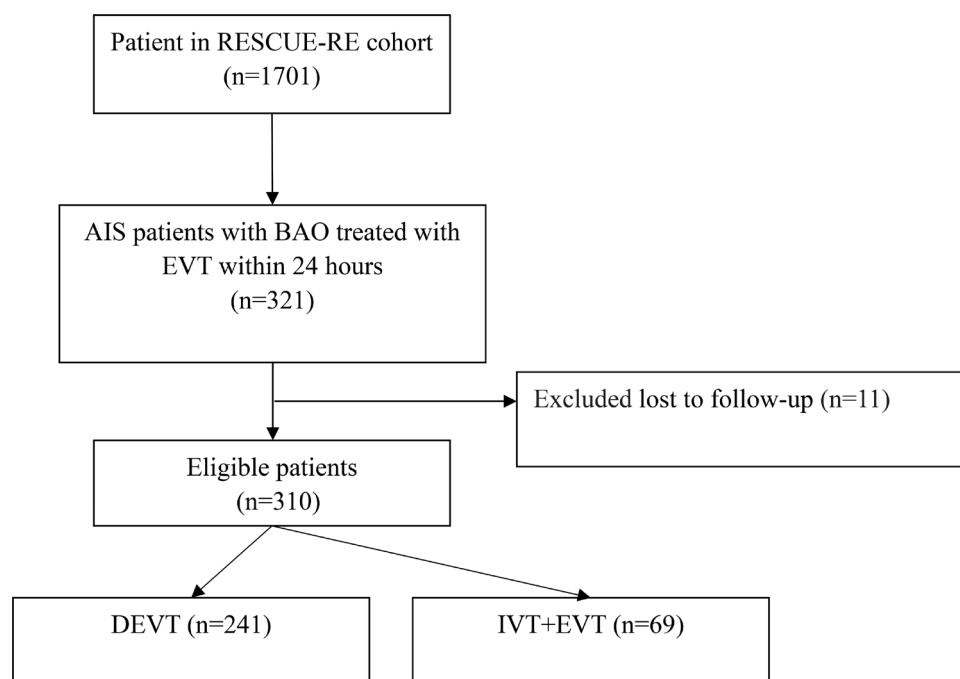 Patient in RESCUE-RE cohort
(n=1701)
AIS patients with BAO treated with
EVT within 24 hours
(n=321)
Excluded lost to follow-up (n=11)
Eligible patients
(n=310)
DEVT (n=241)
IVT+EVT (n=69)